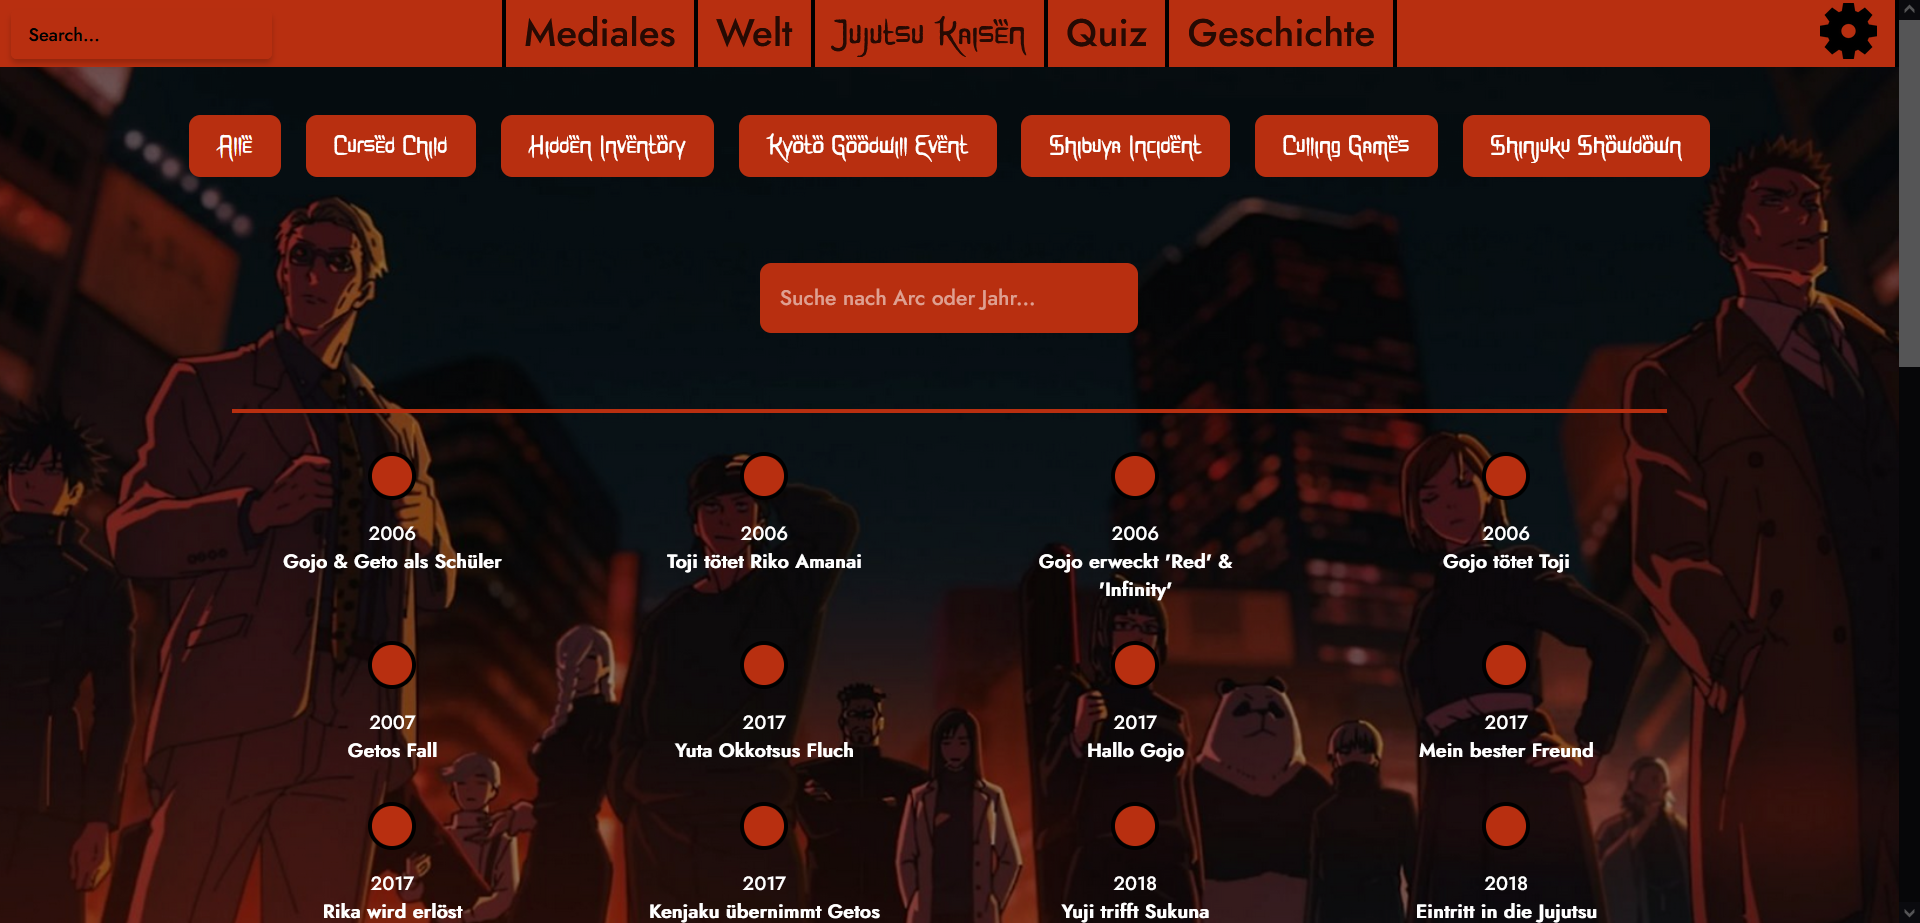 Search...
Mediales
Welt
Jujutsu Kaisen
Quiz
Geschichte
Alle
Cursed Child
Hidden Inventory
Kyoto Goodwill Event
Shibuya Incident
Culling Games
Shinjuku Showdown
Suche nach Arc oder Jahr...
2006
Gojo & Geto als Schüler
2006
Toji tötet Riko Amanai
2006
Gojo erweckt 'Red' &
'Infinity'
2006
Gojo tötet Toji
2007
Getos Fall
2017
Yuta Okkotsus Fluch
2017
Hallo Gojo
2017
Mein bester Freund
2017
Rika wird erlöst
2017
Kenjaku übernimmt Getos
2018
Yuji trifft Sukuna
2018
Eintritt in die Jujutsu